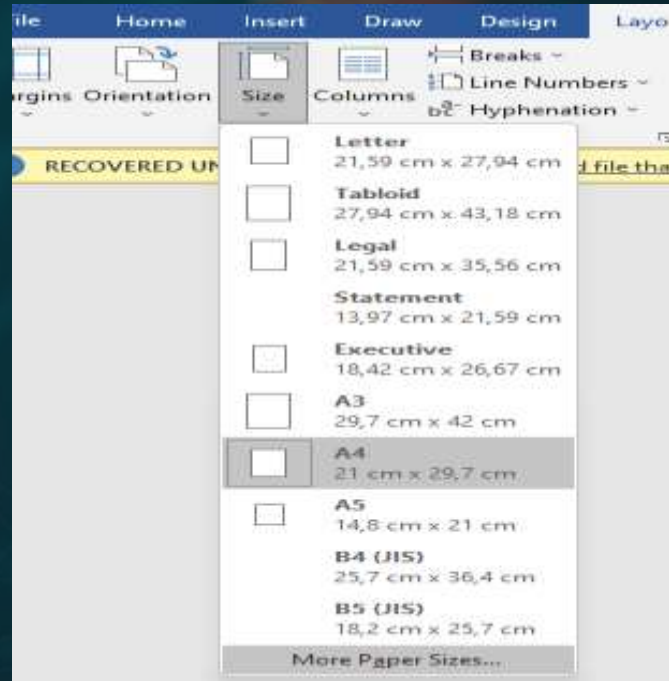 File Home Insert Draw Design Layo
rgins Orientation Size Columns
Breaks
Line Numbers
Hyphenation
RECOVERED UN d file tha
Letter
21,59 cm x 27,94 cm
Tabloid
27,94 cm x 43,18 cm
Legal
21,59 cm x 35,56 cm
Statement
13,97 cm x 21,59 cm
Executive
18,42 cm x 26,67 cm
A3
29,7 cm x 42 cm
A4
21 cm x 29,7 cm
A5
14,8 cm x 21 cm
B4 (JIS)
25,7 cm x 36,4 cm
B5 (JIS)
18,2 cm x 25,7 cm
More Paper Sizes...